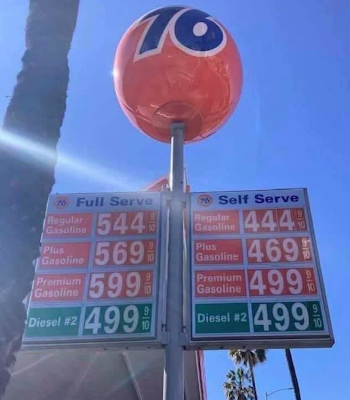 76
76 Full Serve
Regular Gasoline 544 9/10
Plus Gasoline 569 9/10
Premium Gasoline 599 9/10
Diesel #2 499 9/10
76 Self Serve
Regular Gasoline 444 9/10
Plus Gasoline 469 9/10
Premium Gasoline 499 9/10
Diesel #2 499 9/10